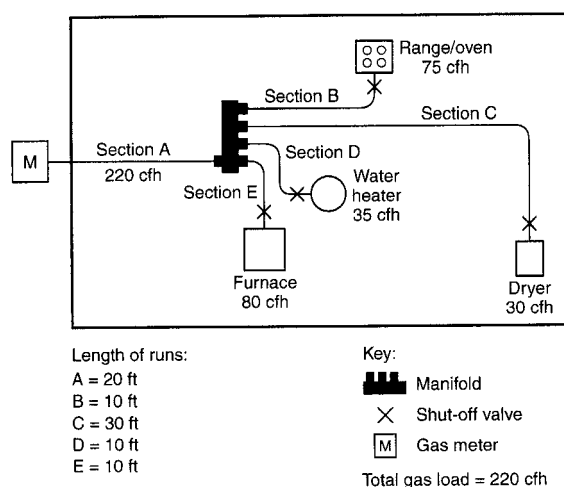 Range/oven
75 cfh
Section B
Section C
Section A
M
220 cfh
Section D
Section E
Water
heater
35 cfh
Furnace
80 cfh
Dryer
30 cfh
Length of runs:
A = 20 ft
B = 10 ft
C = 30 ft
D = 10 ft
E = 10 ft
Key:
Manifold
Shut-off valve
M Gas meter
Total gas load = 220 cfh